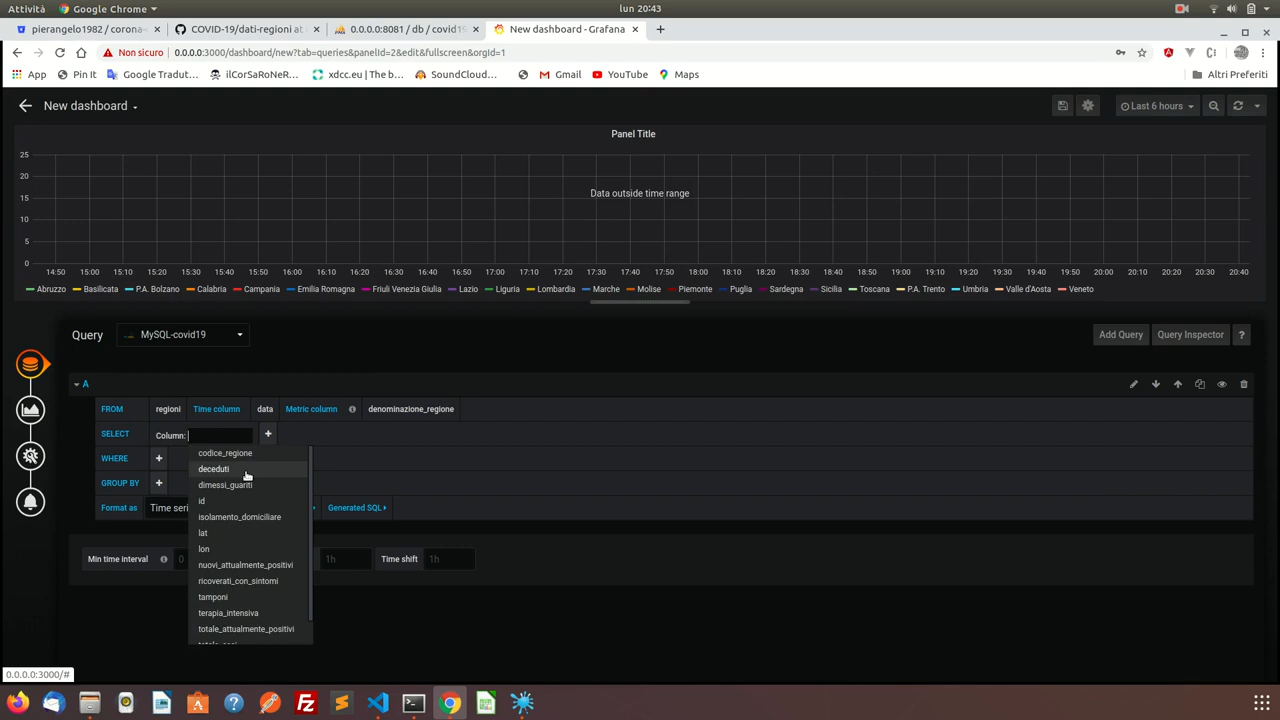 Attività
Google Chrome
lun 20:43
pierangelo1982 / corona-
COVID-19/dati-regioni at
0.0.0.0:8081 / db / covid19
New dashboard - Grafana
Non sicuro
0.0.0.0:3000/dashboard/new?tab=queries&panelId=2&edit&fullscreen&orgId=1
App
Pin It
Google Tradut...
ilCorSaRoNeR...
xdcc.eu | The b...
SoundCloud...
Gmail
YouTube
Maps
Altri Preferiti
New dashboard
Last 6 hours
Panel Title
25
20
15
10
5
0
Data outside time range
14:50 15:00 15:20 15:30 15:40 15:50 16:00 16:10 16:20 16:30 16:40 16:50 17:00 17:10 17:20 17:30 17:40 17:50 18:00 18:10 18:20 18:30 18:40 18:50 19:00 19:10 19:20 19:30 19:40 19:50 20:00 20:10 20:20 20:30 20:40
Abruzzo Basilicata P.A. Bolzano Calabria Campania Emilia Romagna Friuli Venezia Giulia Lazio Liguria Lombardia Marche Molise Piemonte Puglia Sardegna Sicilia Toscana P.A. Trento Umbria Valle d'Aosta Veneto
Query
MySQL-covid19
Add Query
Query Inspector
?
A
FROM regioni Time column data Metric column denominazione_regione
SELECT Column: +
WHERE +
GROUP BY +
Format as Time seri Generated SQL
codice_regione
deceduti
dimessi_guariti
id
isolamento_domiciliare
lat
lon
nuovi_attualmente_positivi
ricoverati_con_sintomi
tamponi
terapia_intensiva
totale_attualmente_positivi
Min time interval 0 1h Time shift 1h
0.0.0.0:3000/#